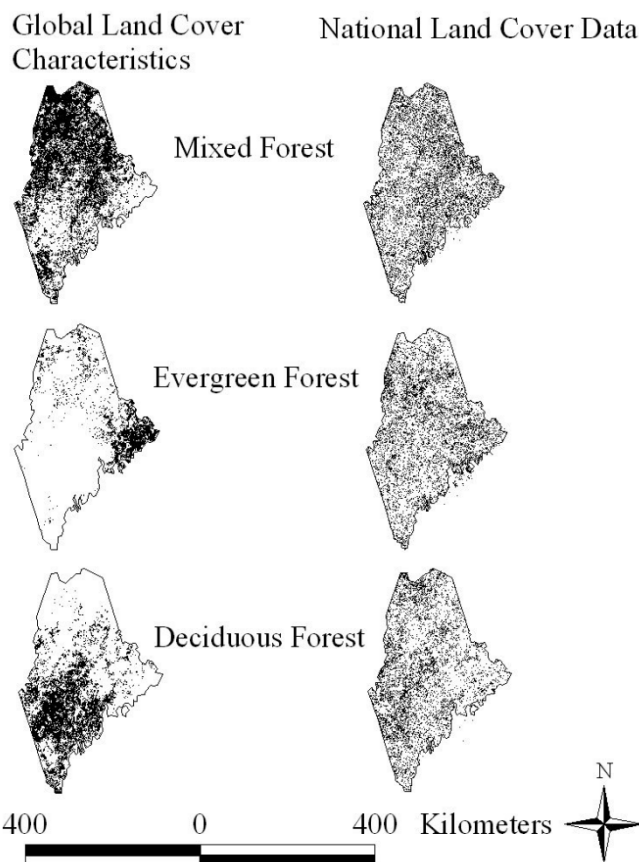 Global Land Cover
Characteristics
National Land Cover Data
Mixed Forest
Evergreen Forest
Deciduous Forest
400 0 400 Kilometers
N